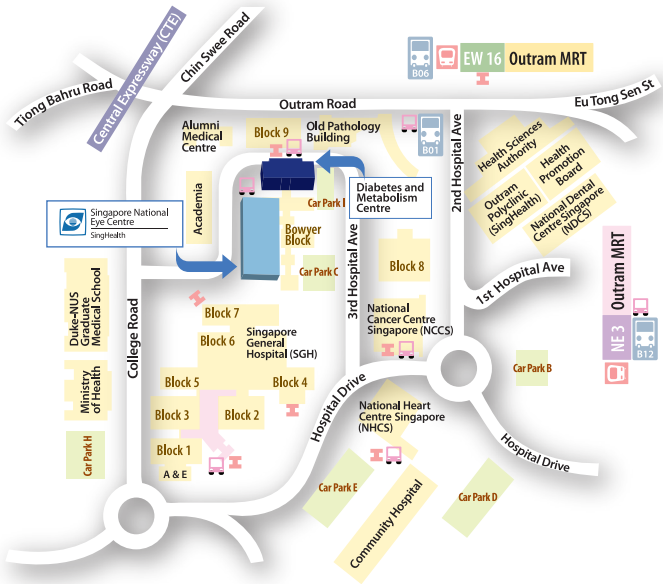 Central Expressway (CTE)
Chin Swee Road
Tiong Bahru Road
B06
EW 16
Outram MRT
Outram Road
Eu Tong Sen St
Alumni
Medical
Centre
Block 9
Old Pathology
Building
B01
2nd Hospital Ave
Health Sciences
Authority
Health
Promotion
Board
Outram
Polyclinic
(SingHealth)
National Dental
Centre Singapore
(NDCS)
Academia
Car Park
Diabetes and
Metabolism
Centre
Singapore National
Eye Centre
SingHealth
Bowyer
Block
Car Park C
3rd Hospital Ave
Block 8
1st Hospital Ave
Outram MRT
NE 3
B12
Duke-NUS
Graduate
Medical School
College Road
Block 7
Block 6
Singapore
General
Hospital (SGH)
National
Cancer Centre
Singapore (NCCS)
Ministry
of Health
Block 5
Block 4
Block 3
Block 2
Block 1
A & E
Hospital Drive
Car Park B
National Heart
Centre Singapore
(NHCS)
Hospital Drive
Car Park H
Car Park E
Community Hospital
Car Park D